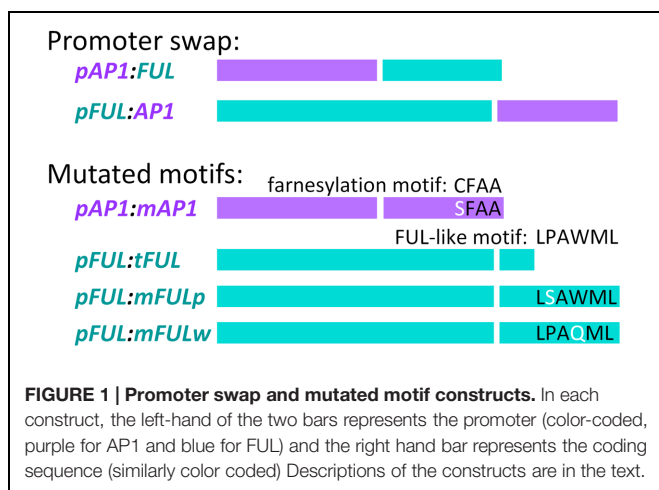 Promoter swap:
pAP1:FUL
pFUL:AP1
Mutated motifs:
farnesylation motif: CFAA
pAP1:mAP1
SFAA
FUL-like motif: LPAWML
pFUL:tFUL
pFUL:mFULp
LSAWML
pFUL:mFULw
LPAQML
FIGURE 1 | Promoter swap and mutated motif constructs. In each
construct, the left-hand of the two bars represents the promoter (color-coded,
purple for AP1 and blue for FUL) and the right hand bar represents the coding
sequence (similarly color coded) Descriptions of the constructs are in the text.